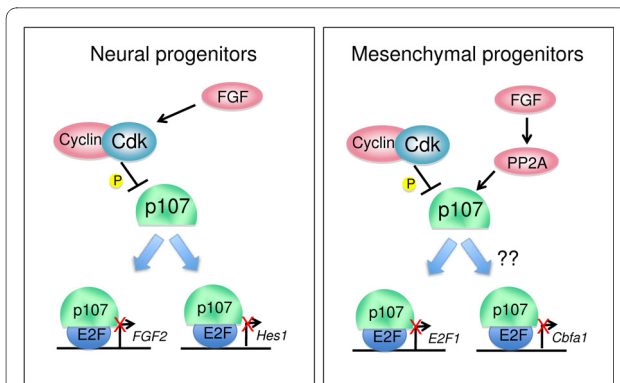 Neural progenitors
FGF
Cyclin Cdk
P
p107
p107
E2F
FGF2
p107
E2F
Hes1
Mesenchymal progenitors
FGF
Cyclin Cdk
PP2A
P
p107
??
p107
E2F
E2F1
p107
E2F
Cbfa1